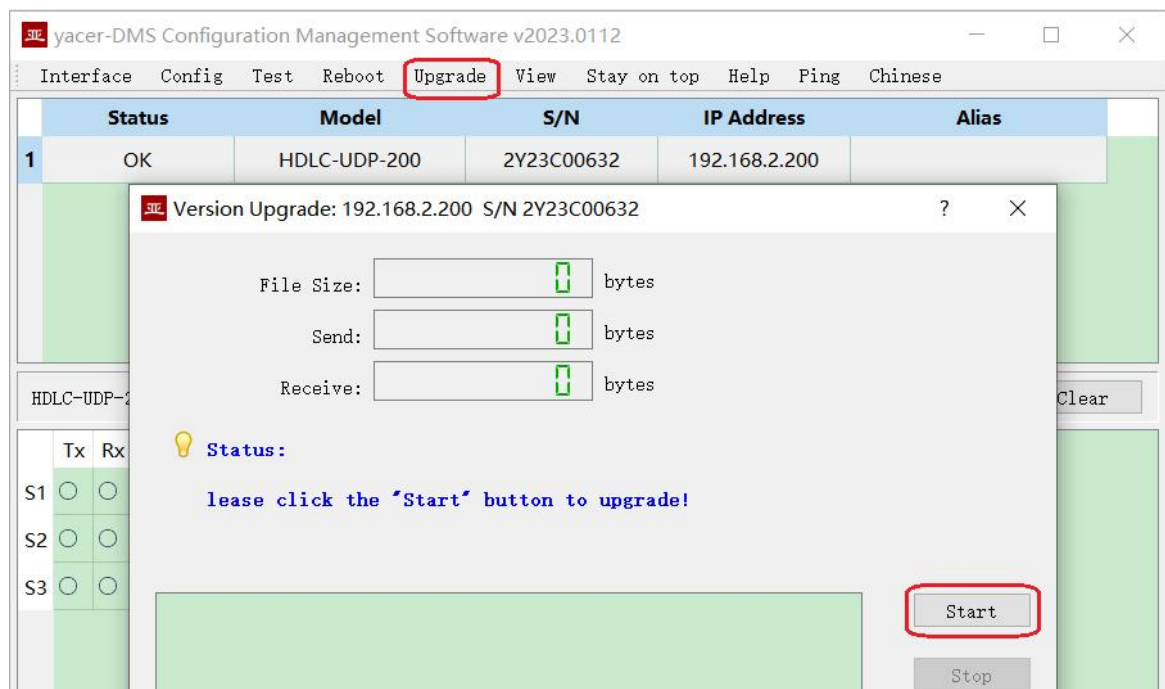 亚 yacer-DMS Configuration Management Software v2023.0112
Interface Config Test Reboot Upgrade View Stay on top Help Ping Chinese
Status Model S/N IP Address Alias
1 OK HDLC-UDP-200 2Y23C00632 192.168.2.200
亚 Version Upgrade: 192.168.2.200 S/N 2Y23C00632 ?
File Size: 0 bytes
Send: 0 bytes
Receive: 0 bytes
HDLC-UDP-2 Clear
Tx Rx
Status:
S1
lease click the "Start" button to upgrade!
S2
S3
Start
Stop